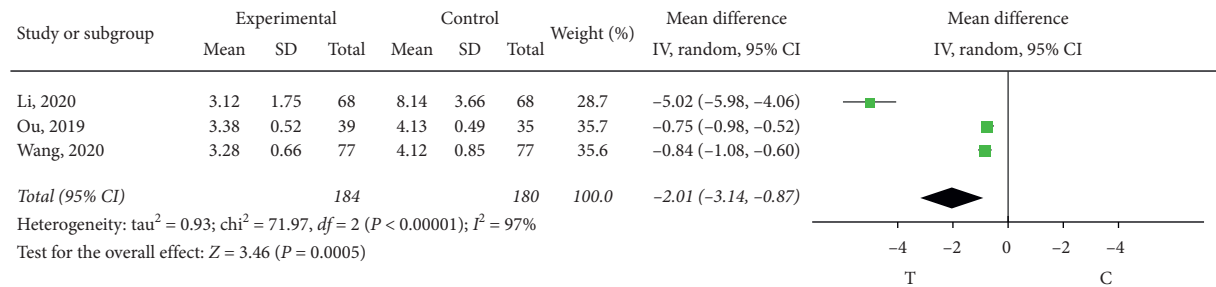 Study or subgroup Experimental Control Weight (%) Mean difference Mean difference
Mean SD Total Mean SD Total IV, random, 95% CI IV, random, 95% CI
Li, 2020 3.12 1.75 68 8.14 3.66 68 28.7 –5.02 (–5.98, –4.06)
Ou, 2019 3.38 0.52 39 4.13 0.49 35 35.7 –0.75 (–0.98, –0.52)
Wang, 2020 3.28 0.66 77 4.12 0.85 77 35.6 –0.84 (–1.08, –0.60)
Total (95% CI) 184 180 100.0 –2.01 (–3.14, –0.87)
Heterogeneity: tau² = 0.93; chi² = 71.97, df = 2 (P < 0.00001); I² = 97%
Test for the overall effect: Z = 3.46 (P = 0.0005)
–4 –2 0 –2 –4
T C